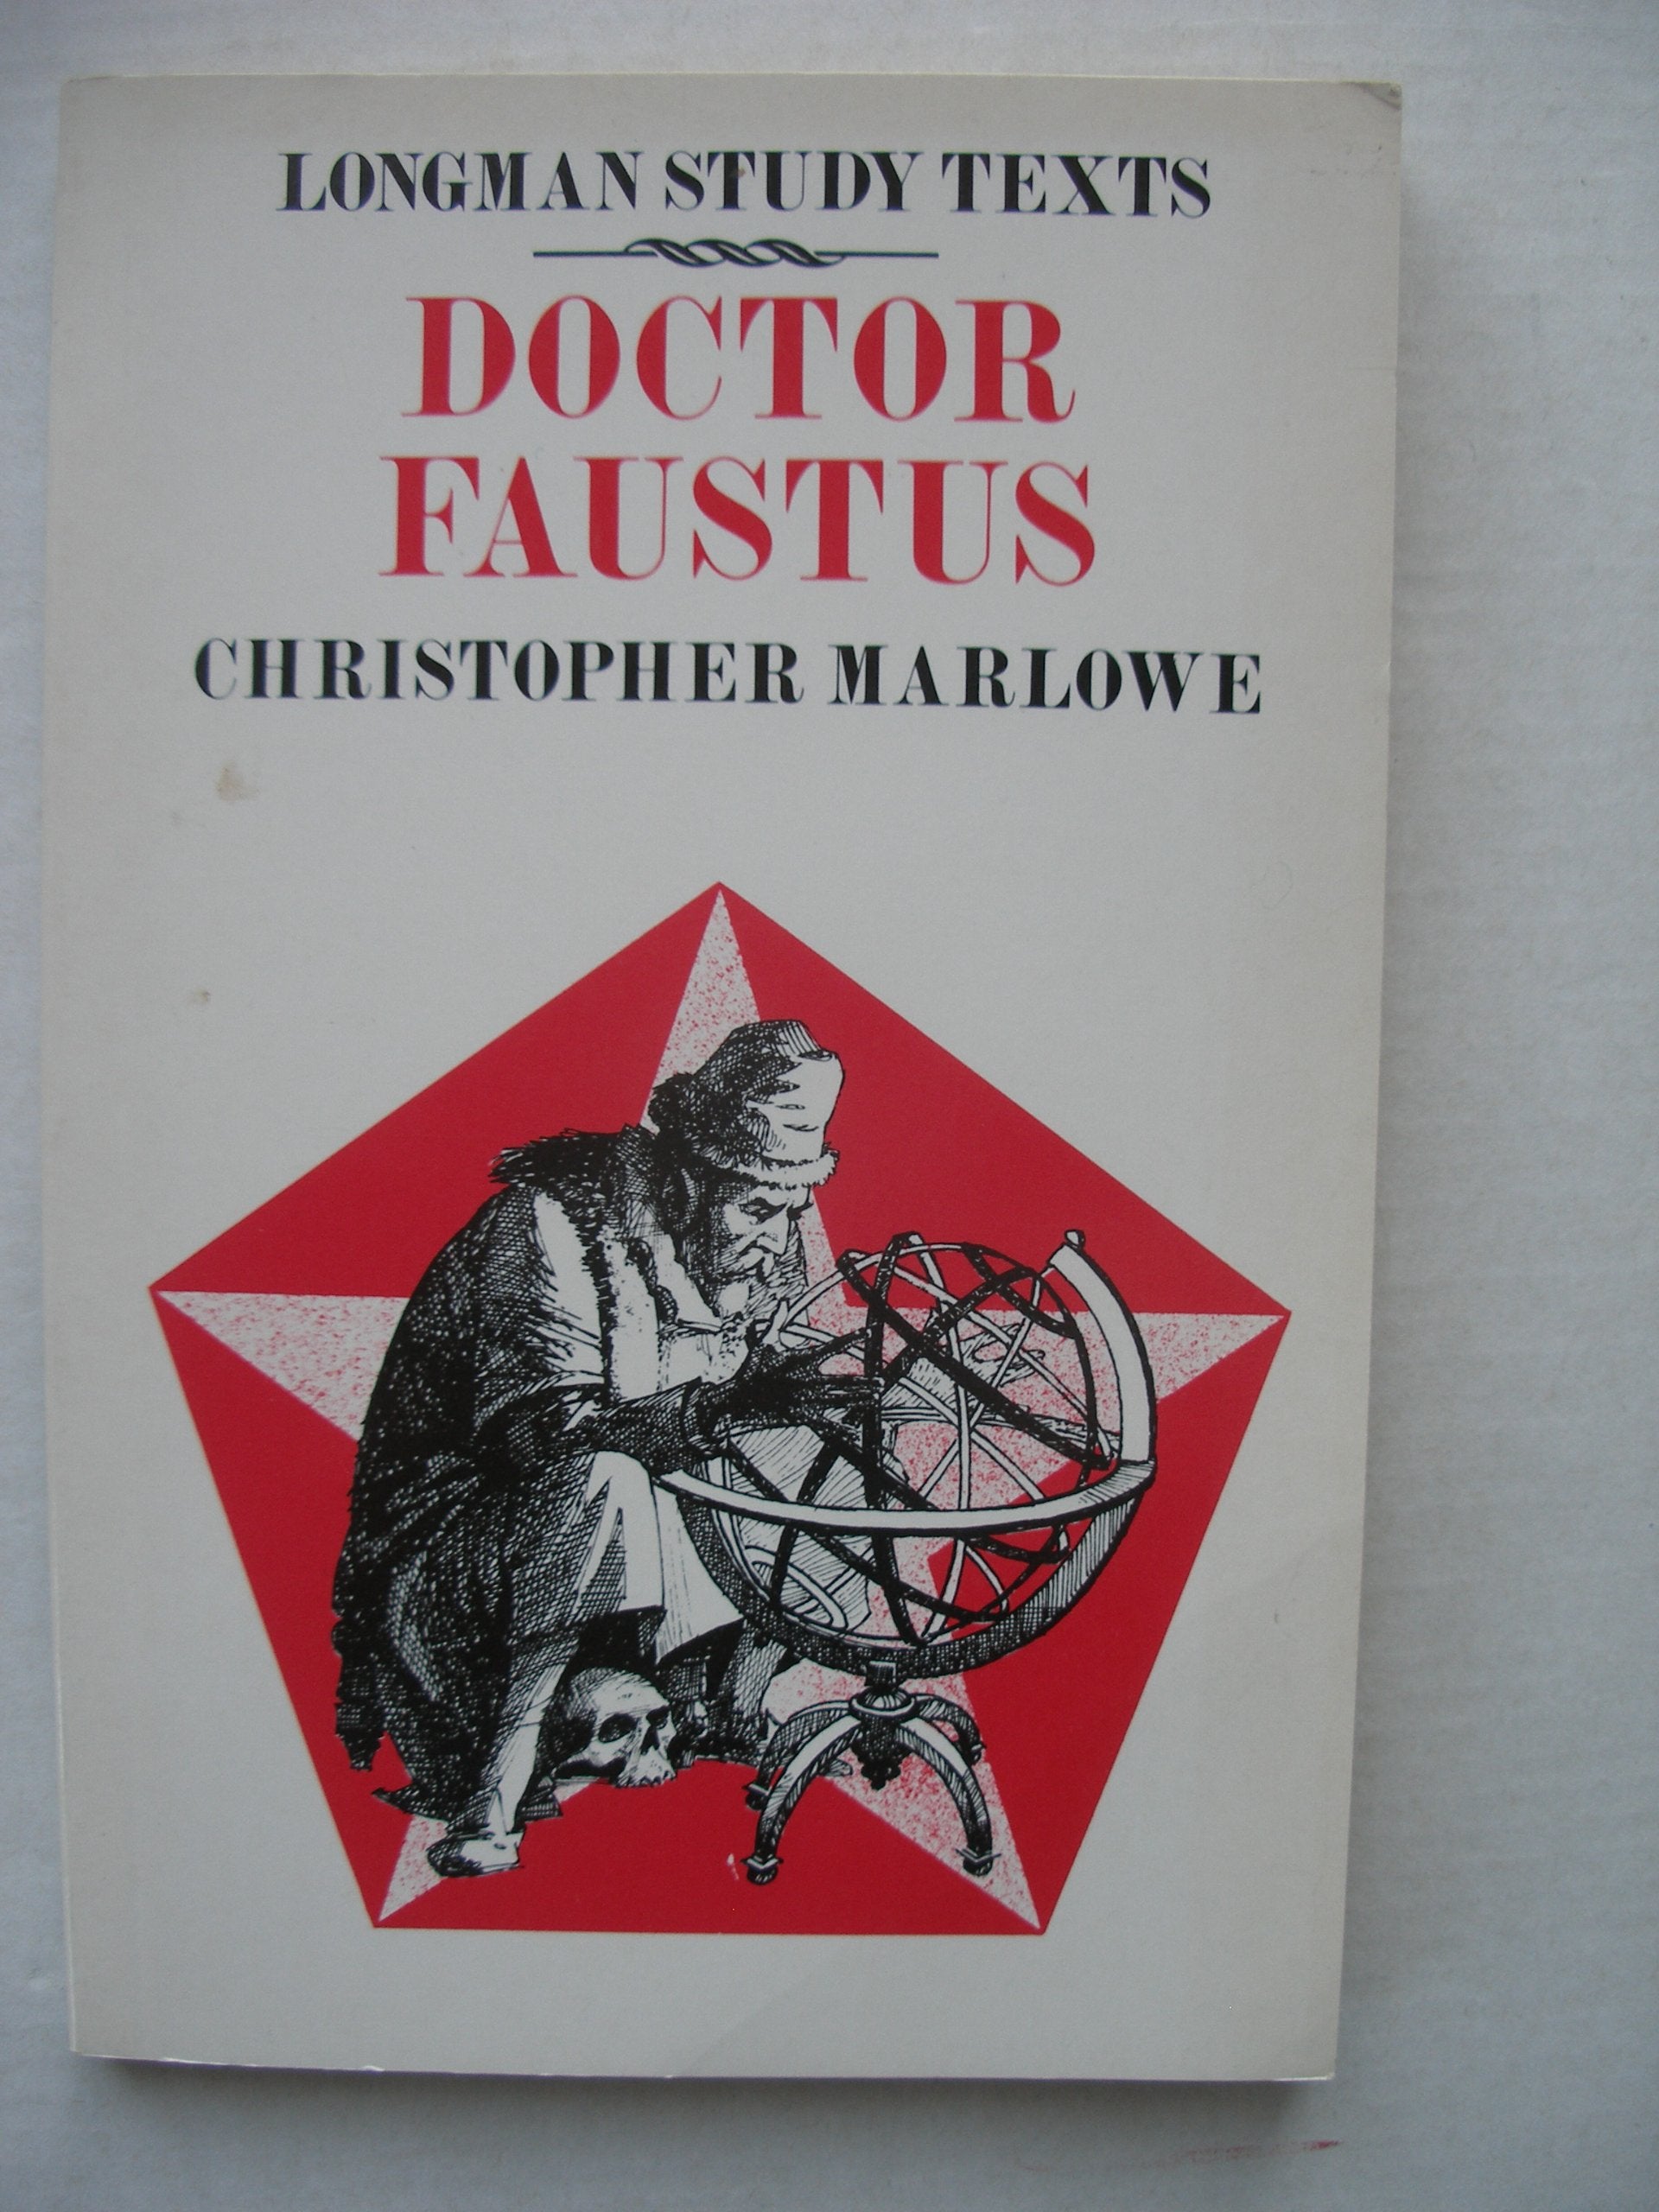 LONGMAN STUDY TEXTS
DOCTOR
FAUSTUS
CHRISTOPHER MARLOWE